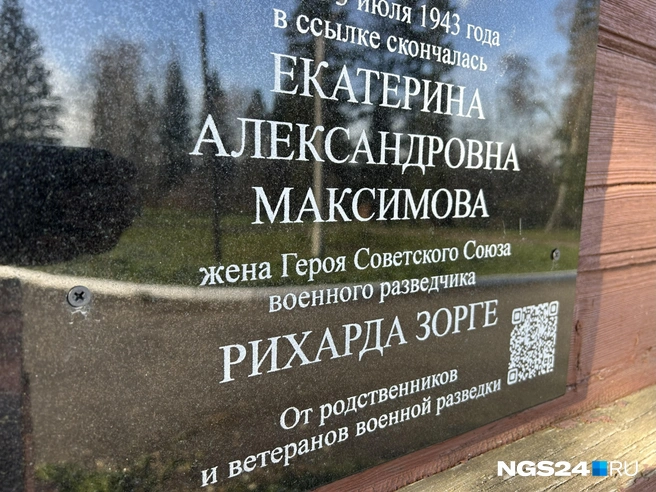 июля 1943 года
в ссылке скончалась
ЕКАТЕРИНА
АЛЕКСАНДРОВНА
МАКСИМОВА
жена Героя Советского Союза
военного разведчика
РИХАРДА ЗОРГЕ
От родственников
и ветеранов военной разведки
NGS24.RU